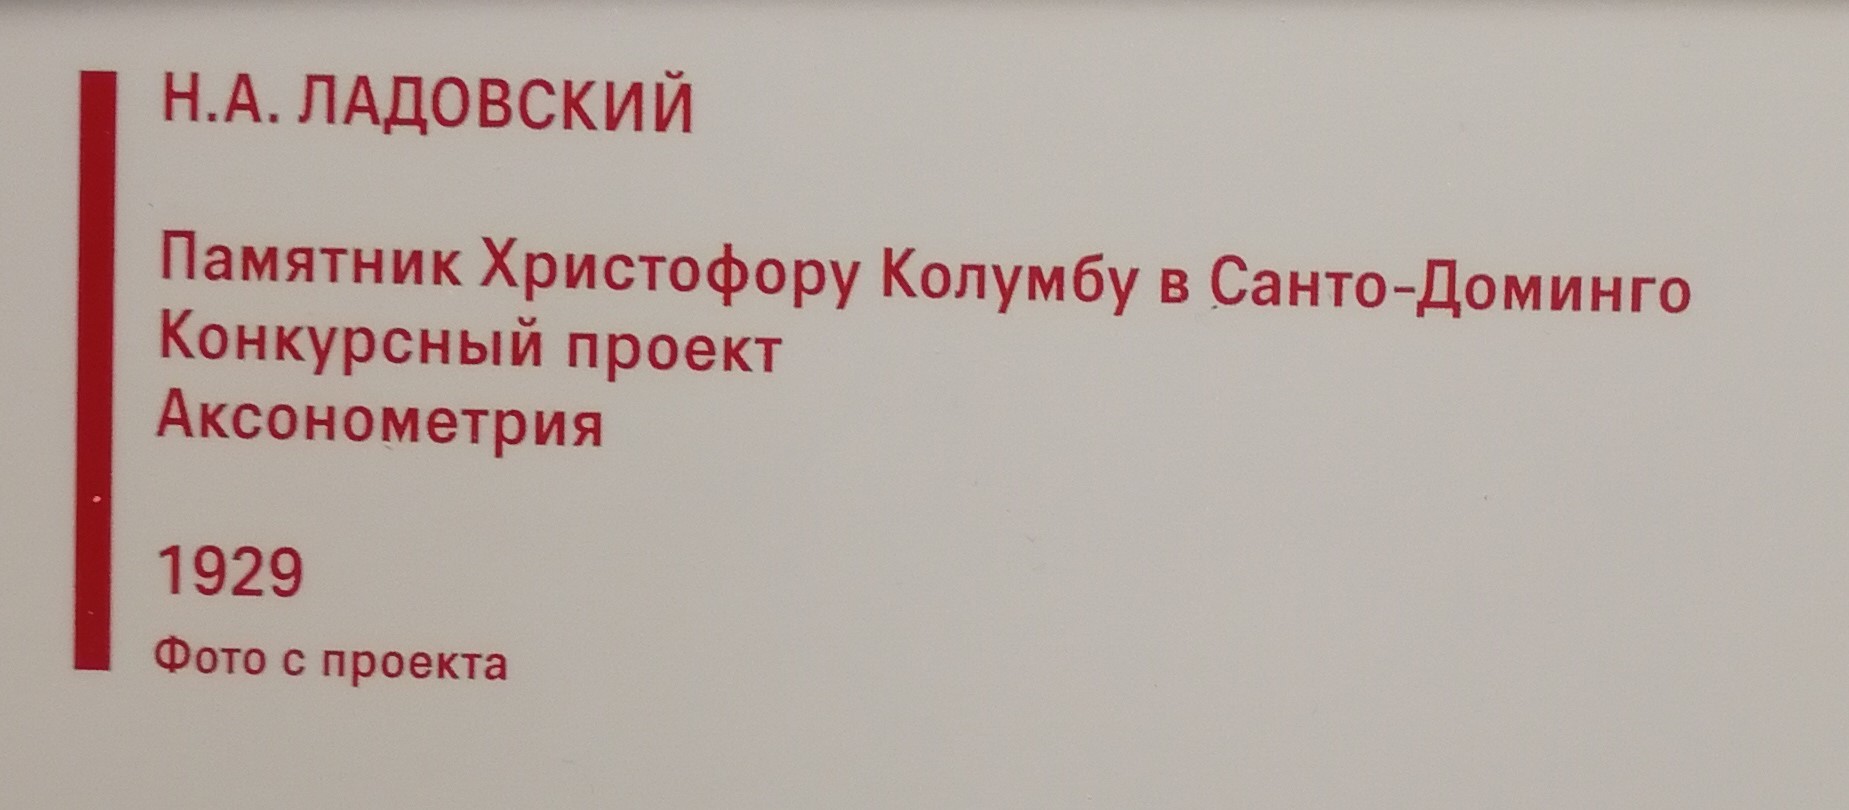 Н.А. ЛАДОВСКИЙ
Памятник Христофору Колумбу в Санто-Доминго
Конкурсный проект
Аксонометрия
1929
Фото с проекта